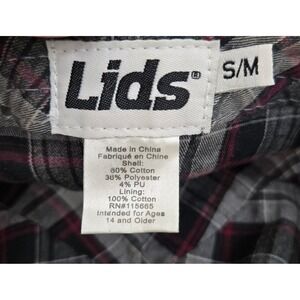 Lids®
S/M
Made in China
Fabriqué en Chine
Shell:
60% Cotton
36% Polyester
4% PU
Lining:
100% Cotton
RN#115665
Intended for Ages
14 and Older